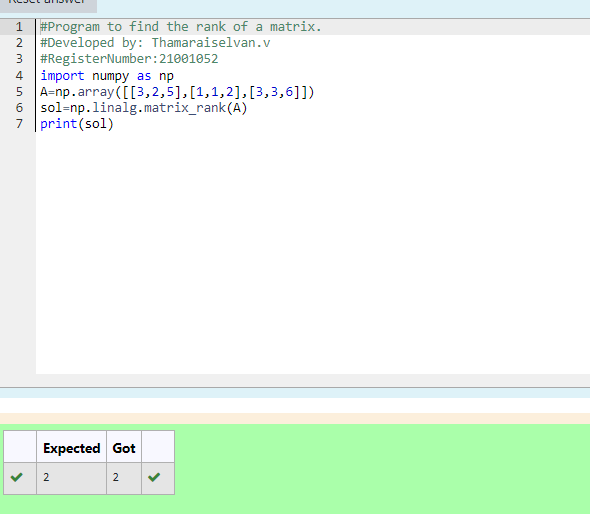 Reset answer
1 #Program to find the rank of a matrix.
2 #Developed by: Thamaraiselvan.v
3 #RegisterNumber:21001052
4 import numpy as np
5 A=np.array([[3,2,5],[1,1,2],[3,3,6]])
6 sol=np.linalg.matrix_rank(A)
7 print(sol)
Expected Got
2 2